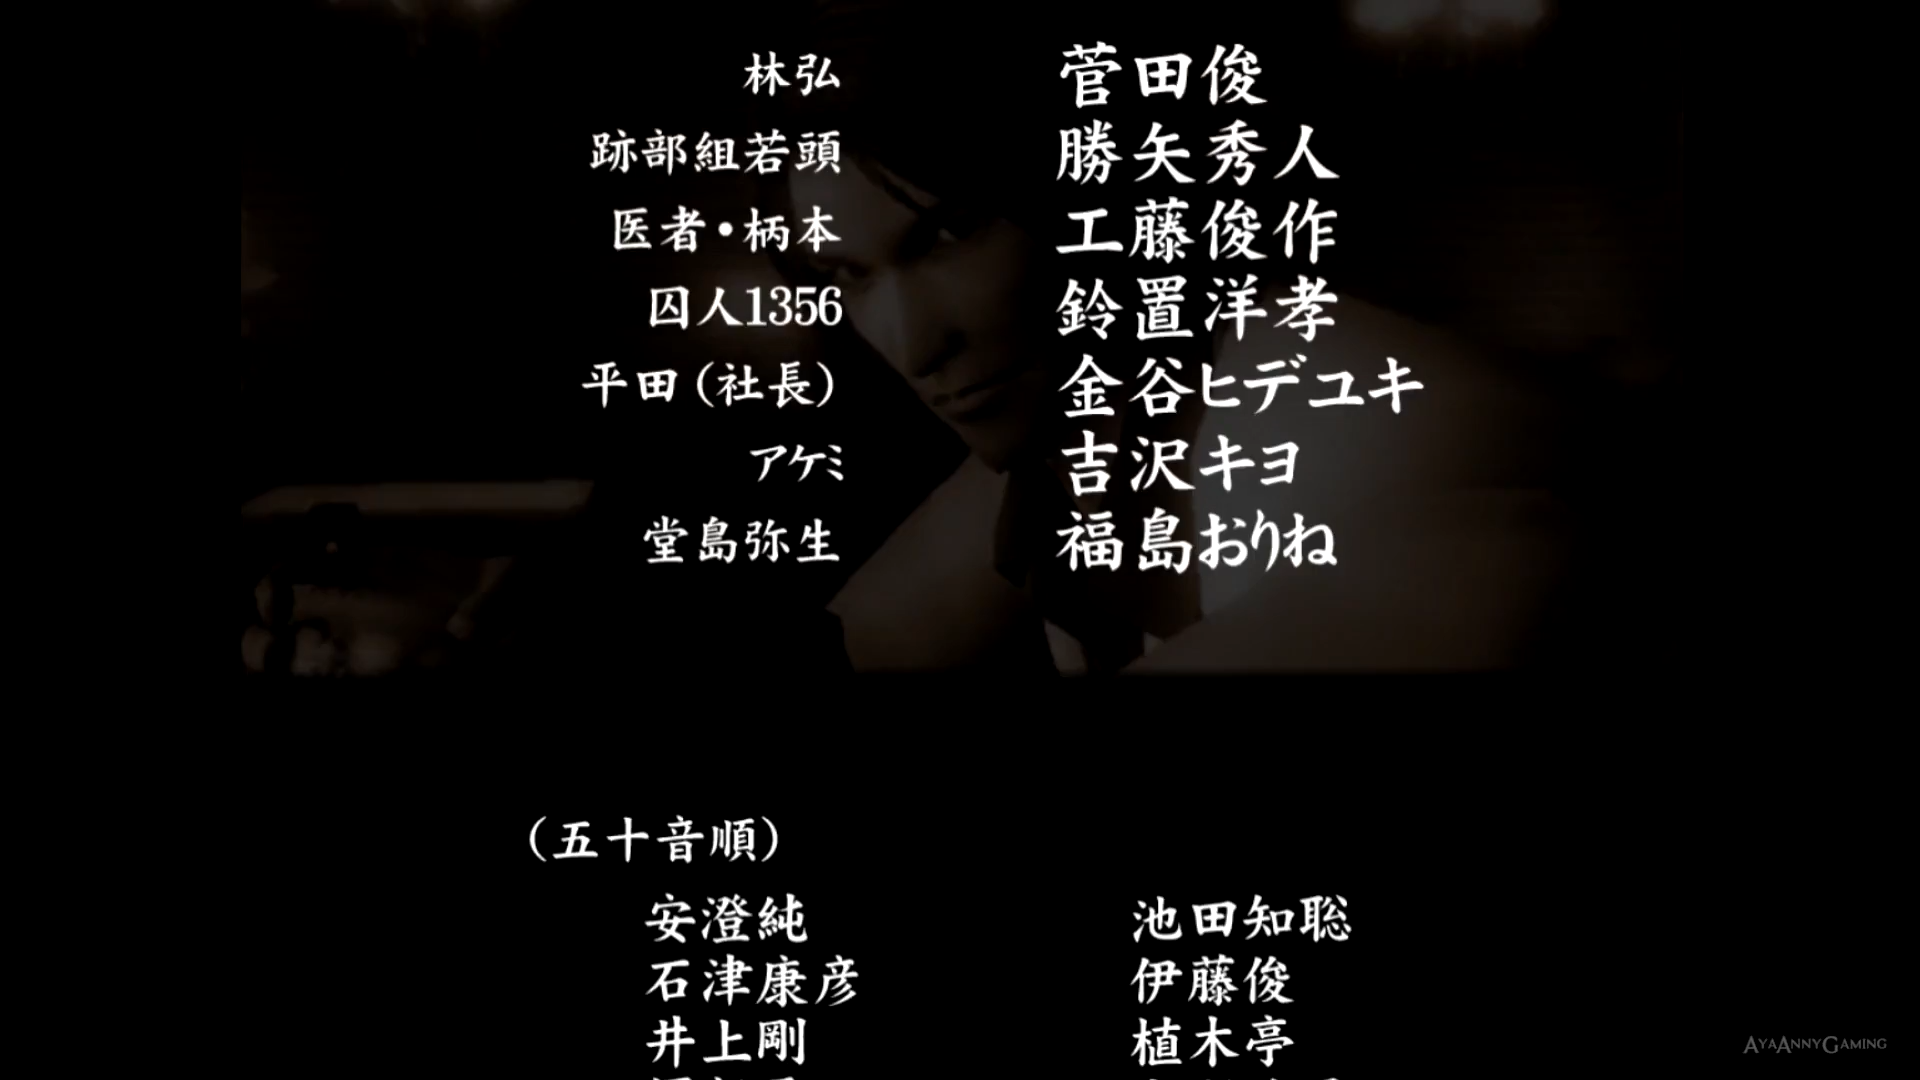 林弘 菅田俊
跡部組若頭 勝矢秀人
医者・柄本 工藤俊作
囚人1356 鈴置洋孝
平田（社長） 金谷ヒデユキ
アケミ 吉沢キヨ
堂島弥生 福島おりね
（五十音順）
安澄純 池田知聡
石津康彦 伊藤俊
井上剛 植木亭
AyaAnnyGaming